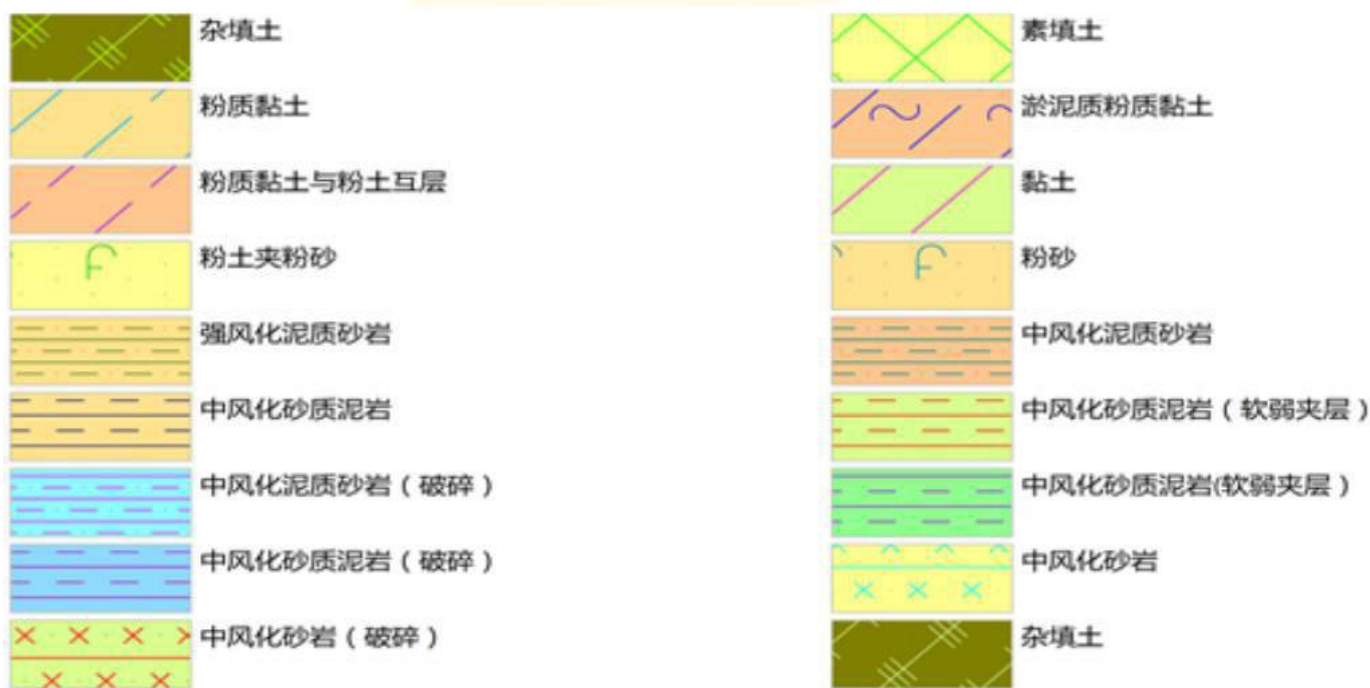 杂填土
素填土
粉质黏土
淤泥质粉质黏土
粉质黏土与粉土互层
黏土
粉土夹粉砂
粉砂
强风化泥质砂岩
中风化泥质砂岩
中风化砂质泥岩
中风化砂质泥岩（软弱夹层）
中风化泥质砂岩（破碎）
中风化砂质泥岩(软弱夹层）
中风化砂质泥岩（破碎）
中风化砂岩
中风化砂岩（破碎）
杂填土